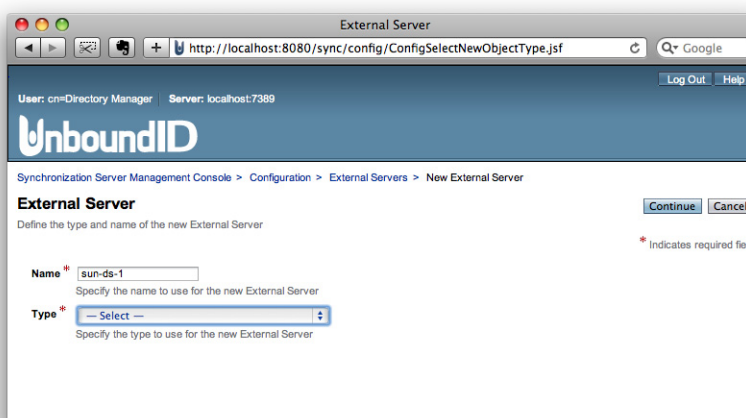 External Server
http://localhost:8080/sync/config/ConfigSelectNewObjectType.jsf
Google
Log Out Help
User: cn=Directory Manager Server: localhost:7389
UnboundID
Synchronization Server Management Console > Configuration > External Servers > New External Server
External Server
Continue Cancel
Define the type and name of the new External Server
* Indicates required fie
Name * sun-ds-1
Specify the name to use for the new External Server
Type * — Select —
Specify the type to use for the new External Server